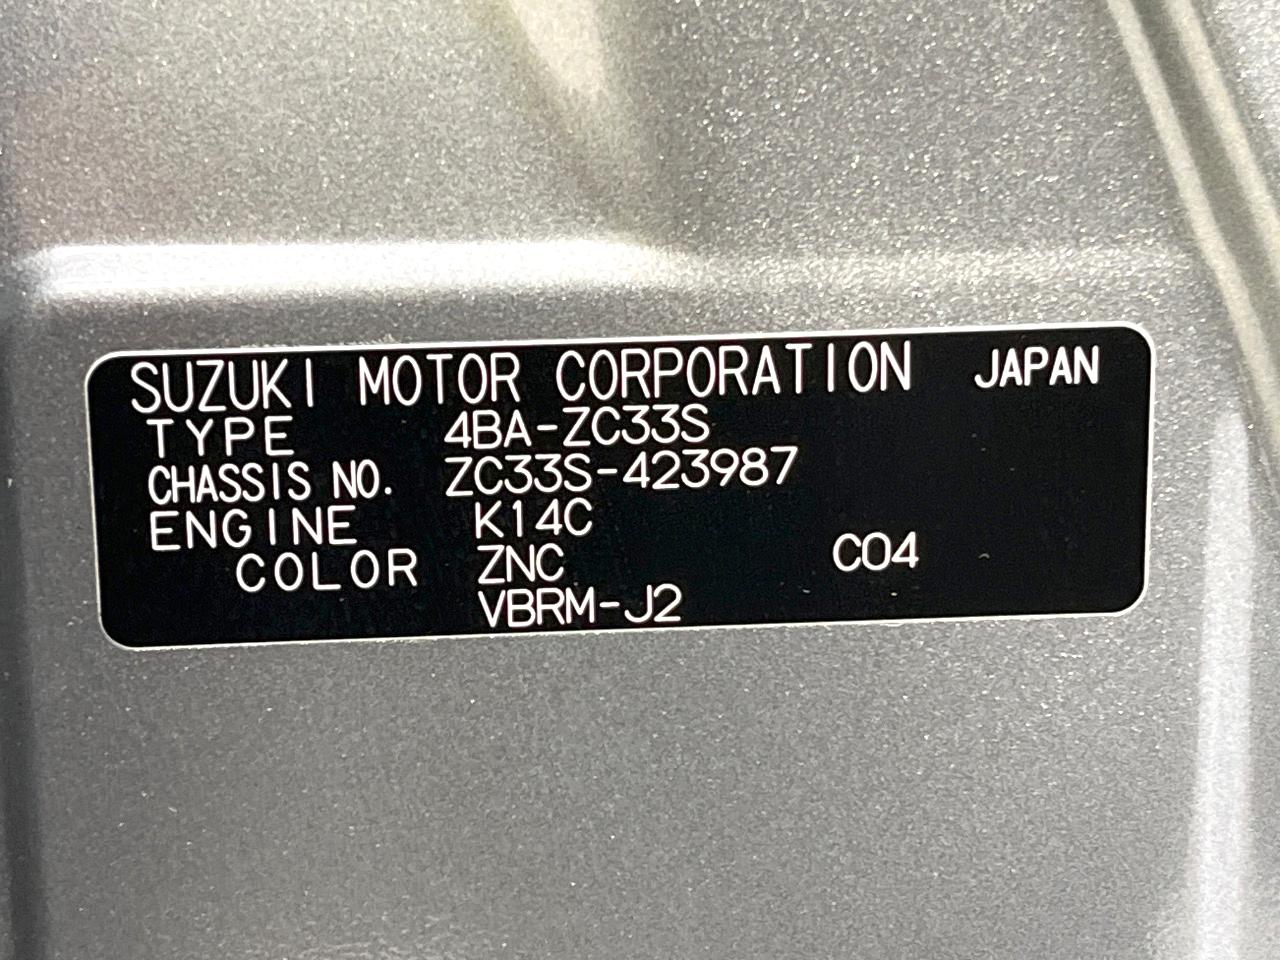 SUZUKI MOTOR CORPORATION JAPAN
TYPE 4BA-ZC33S
CHASSIS NO. ZC33S-423987
ENGINE K14C
COLOR ZNC C04
VBRM-J2